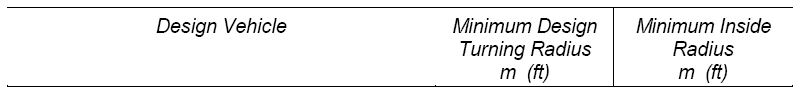 Design Vehicle
Minimum Design
Turning Radius
m (ft)
Minimum Inside
Radius
m (ft)